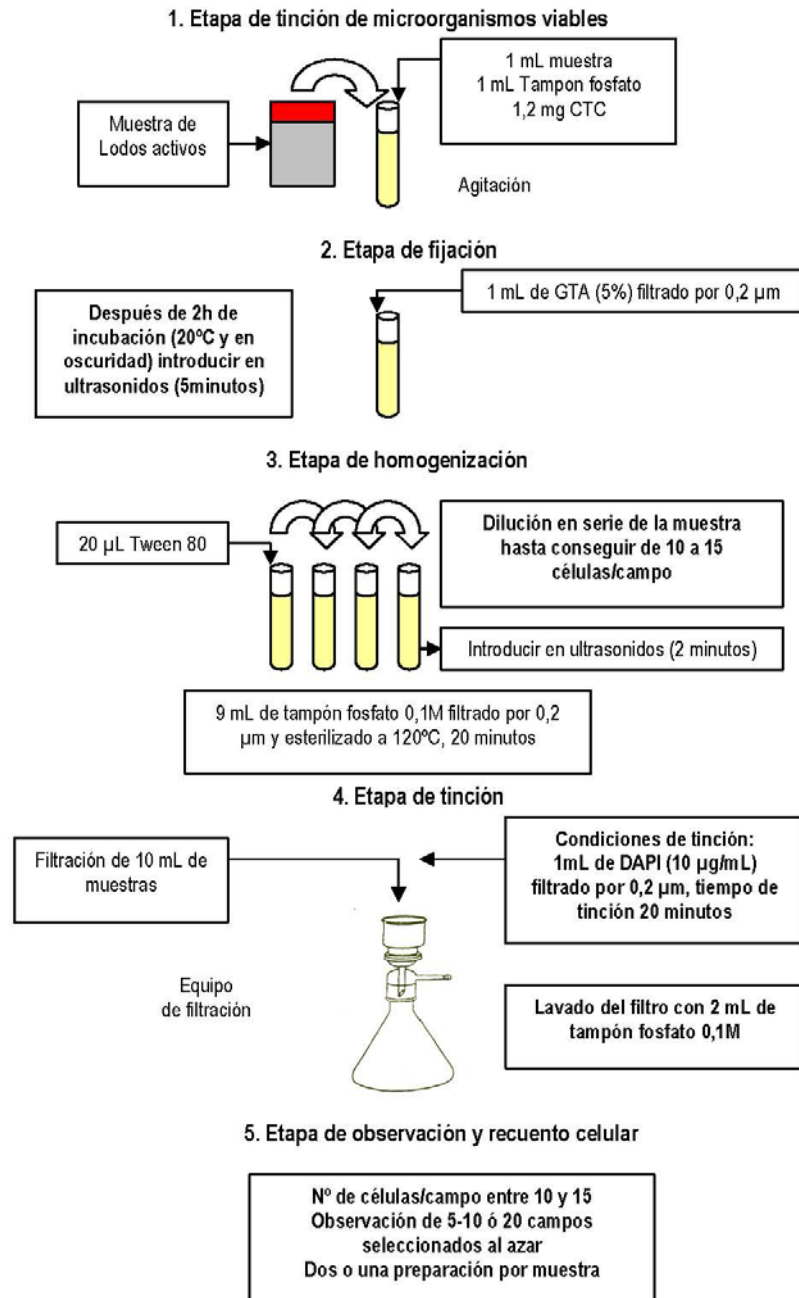 1. Etapa de tinción de microorganismos viables
Muestra de
Lodos activos
1 mL muestra
1 mL Tampon fosfato
1,2 mg CTC
Agitación
2. Etapa de fijación
Después de 2h de
incubación (20ºC y en
oscuridad) introducir en
ultrasonidos (5minutos)
1 mL de GTA (5%) filtrado por 0,2 µm
3. Etapa de homogenización
20 µL Tween 80
Dilución en serie de la muestra
hasta conseguir de 10 a 15
células/campo
Introducir en ultrasonidos (2 minutos)
9 mL de tampón fosfato 0,1M filtrado por 0,2
µm y esterilizado a 120ºC, 20 minutos
4. Etapa de tinción
Filtración de 10 mL de
muestras
Condiciones de tinción:
1mL de DAPI (10 µg/mL)
filtrado por 0,2 µm, tiempo de
tinción 20 minutos
Equipo
de filtración
Lavado del filtro con 2 mL de
tampón fosfato 0,1M
5. Etapa de observación y recuento celular
Nº de células/campo entre 10 y 15
Observación de 5-10 ó 20 campos
seleccionados al azar
Dos o una preparación por muestra